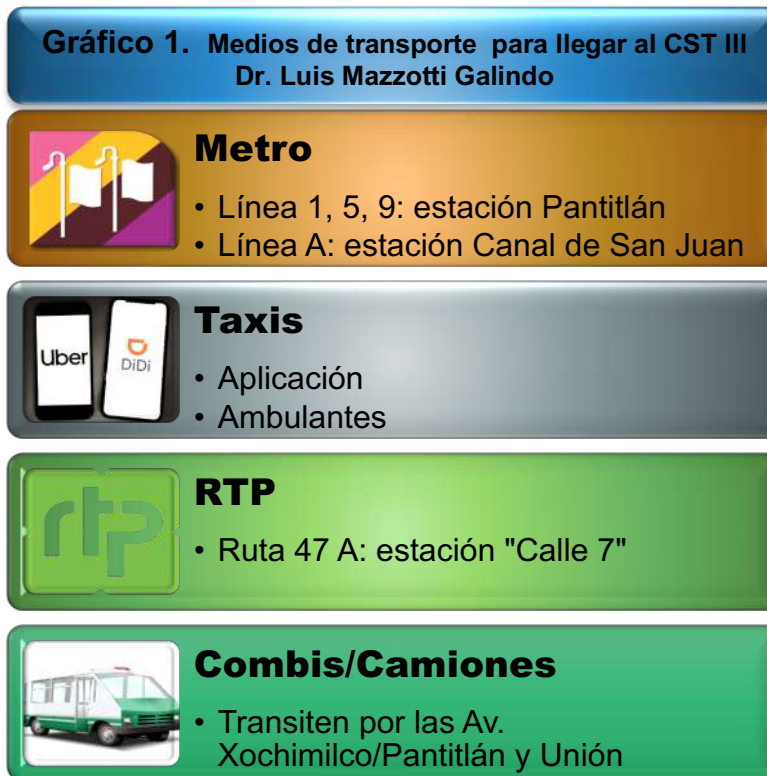 Gráfico 1. Medios de transporte para llegar al CST III
Dr. Luis Mazzotti Galindo
Metro
• Línea 1, 5, 9: estación Pantitlán
• Línea A: estación Canal de San Juan
Uber
DiDi
Taxis
• Aplicación
• Ambulantes
rtp
RTP
• Ruta 47 A: estación "Calle 7"
Combis/Camiones
• Transiten por las Av.
Xochimilco/Pantitlán y Unión